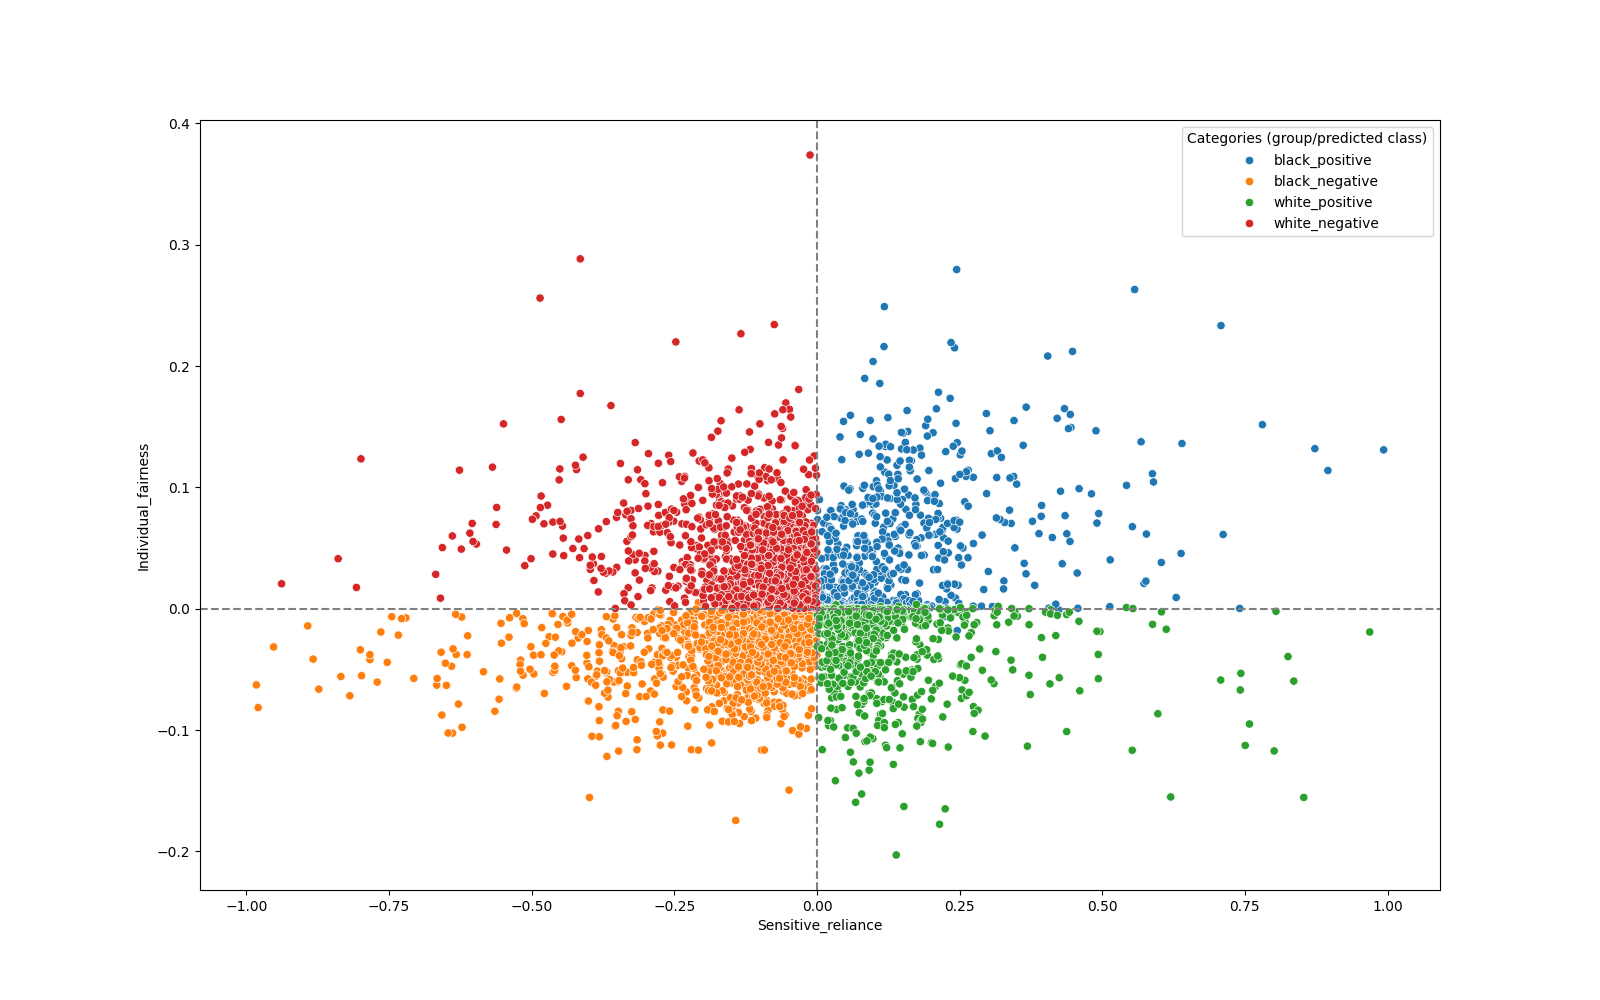 Categories (group/predicted class)
black_positive
black_negative
white_positive
white_negative
0.4
0.3
0.2
0.1
0.0
−0.1
−0.2
Individual_fairness
−1.00
−0.75
−0.50
−0.25
0.00
0.25
0.50
0.75
1.00
Sensitive_reliance